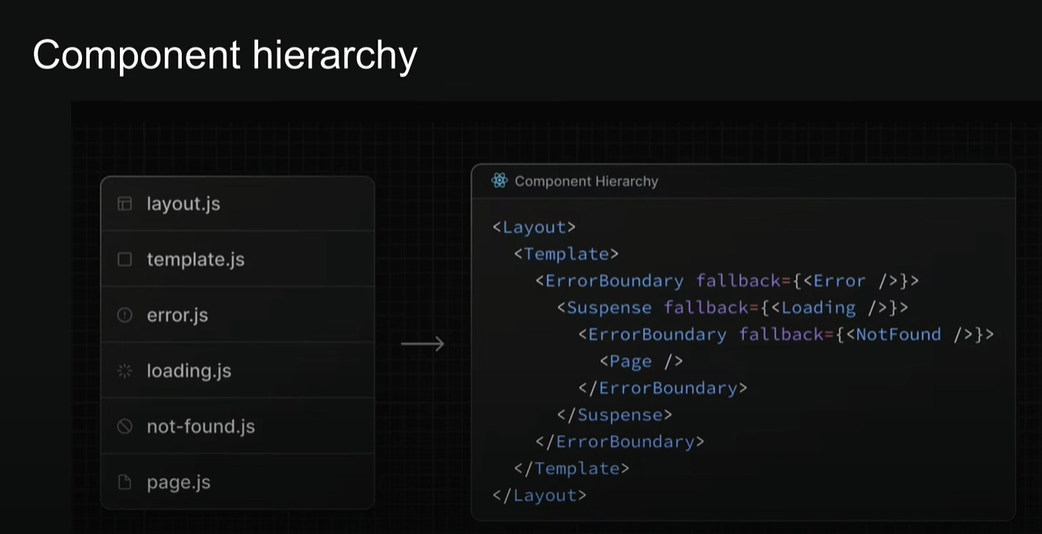 Component hierarchy
layout.js
template.js
error.js
loading.js
not-found.js
page.js
Component Hierarchy
<Layout>
<Template>
<ErrorBoundary fallback={<Error />}>
<Suspense fallback={<Loading />}>
<ErrorBoundary fallback={<NotFound />}>
<Page />
</ErrorBoundary>
</Suspense>
</ErrorBoundary>
</Template>
</Layout>